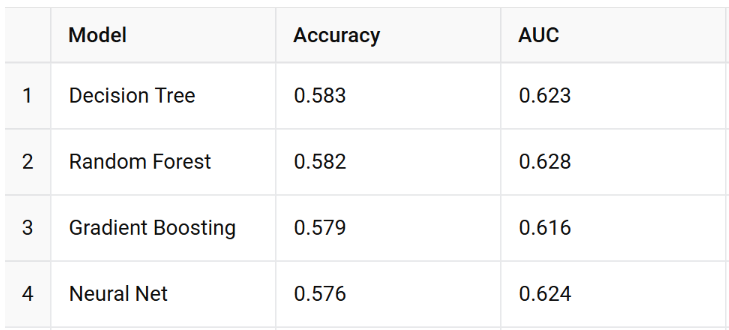 Model Accuracy AUC
1 Decision Tree 0.583 0.623
2 Random Forest 0.582 0.628
3 Gradient Boosting 0.579 0.616
4 Neural Net 0.576 0.624